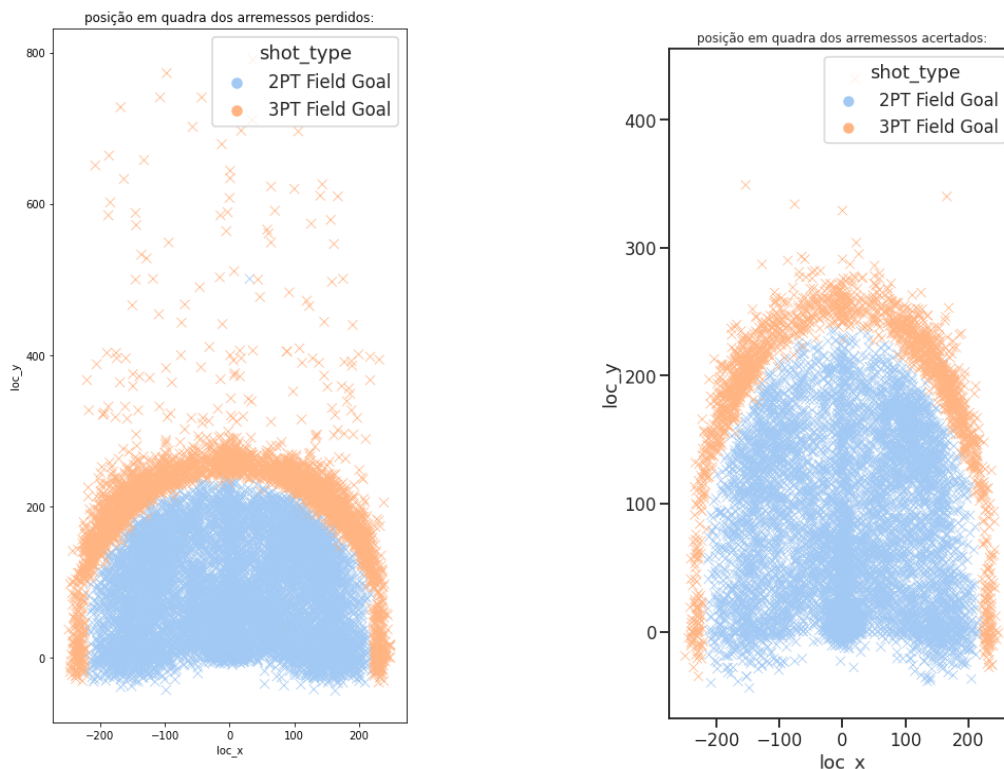 posição em quadra dos arremessos perdidos:
shot_type
2PT Field Goal
3PT Field Goal
800
600
400
200
0
loc_y
−200
−100
0
100
200
loc_x
posição em quadra dos arremessos acertados:
shot_type
2PT Field Goal
3PT Field Goal
400
300
200
100
0
loc_y
−200
−100
0
100
200
loc_x